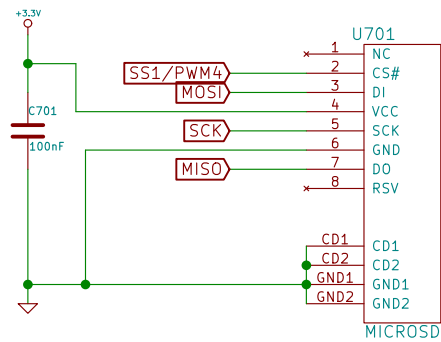 +3.3V
U701
1 NC
SS1/PWM4 2 CS#
MOSI 3 DI
4 VCC
C701
SCK 5 SCK
100nF
6 GND
MISO 7 DO
8 RSV
CD1 CD1
CD2 CD2
GND1 GND1
GND2 GND2
MICROSD